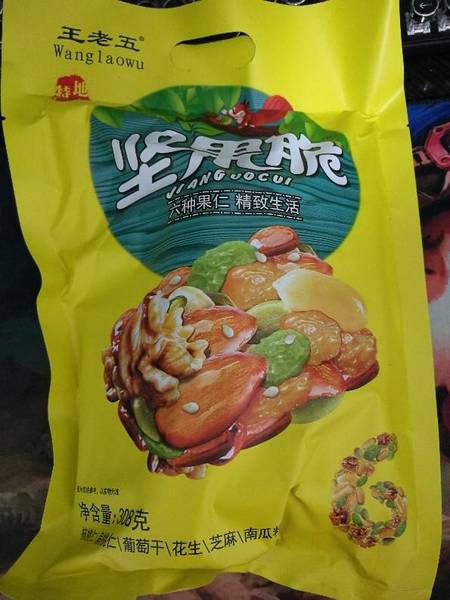 王老五®
Wanglaowu
特地
坚果脆
JIANGUOCUI
六种果仁 精致生活
净含量:308克
葡萄干\花生\芝麻\南瓜